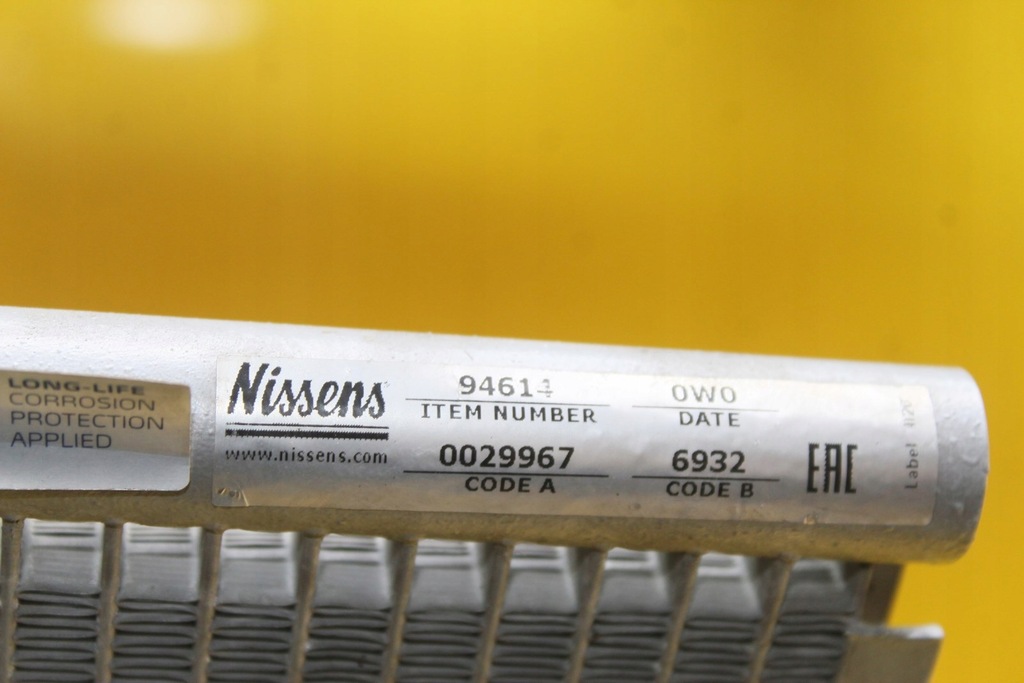 LONG-LIFE
CORROSION
PROTECTION
APPLIED
Nissens
www.nissens.com
ITEM NUMBER
0029967
CODE A
0W0
DATE
6932
CODE B
EAC
Label